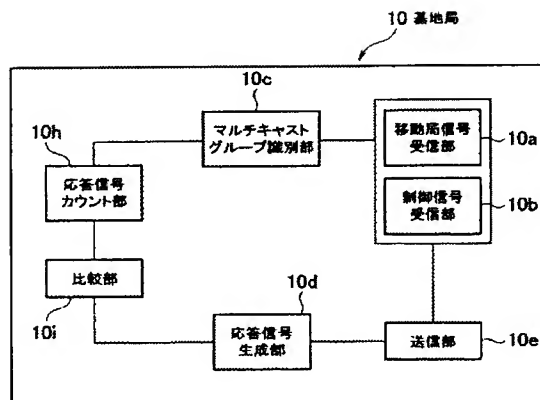 10 基地局
10c
マルチキャスト
グループ識別部
移動局信号
受信部
10a
制御信号
受信部
10b
10h
応答信号
カウント部
比較部
10i
10d
応答信号
生成部
送信部
10e